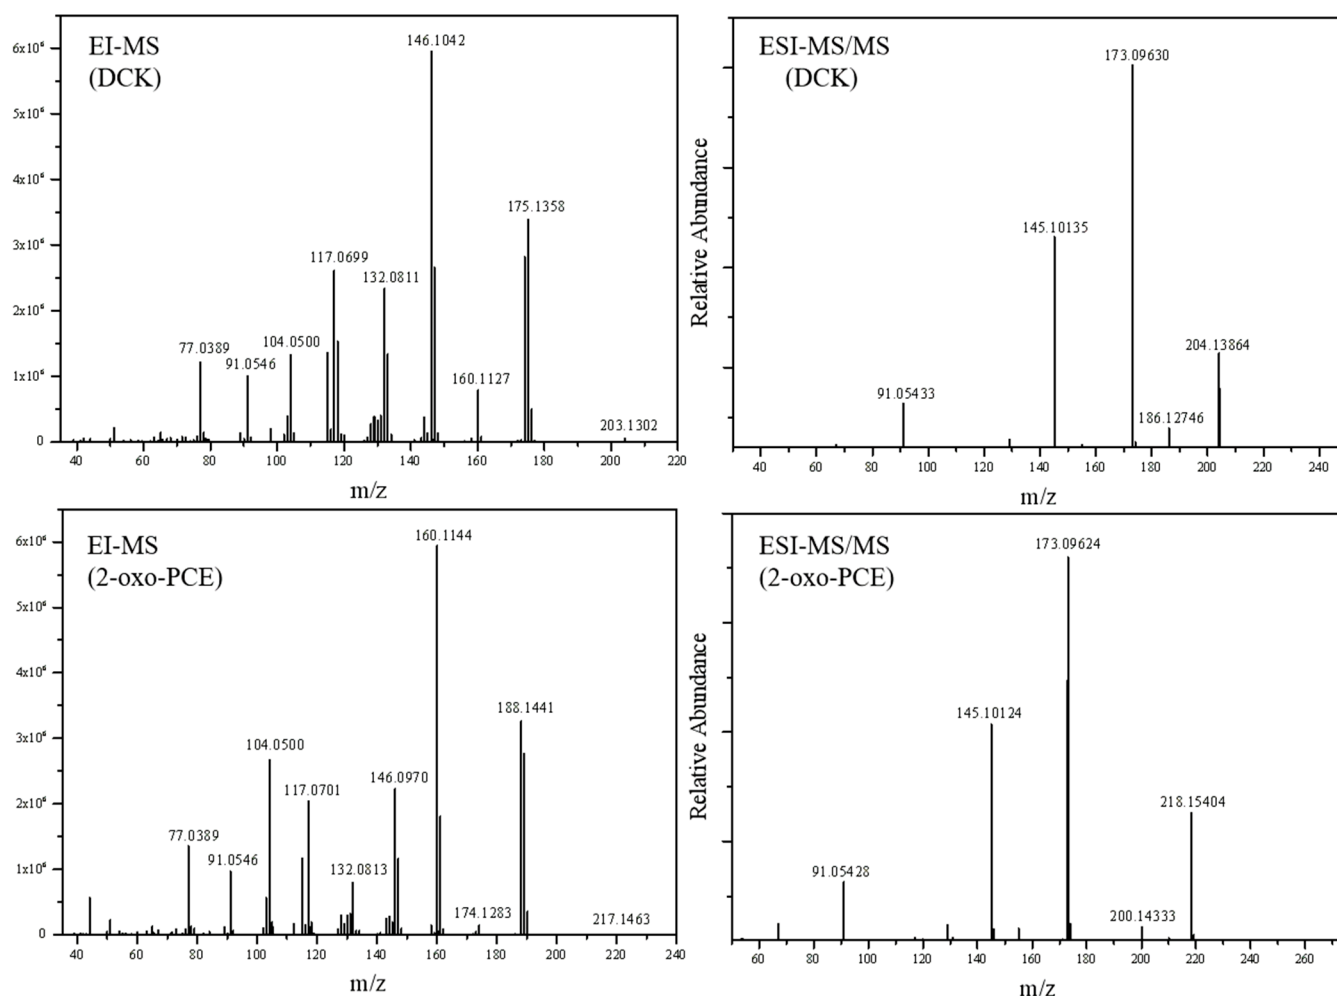 EI-MS
(DCK)
6x10⁶
5x10⁶
4x10⁶
3x10⁶
2x10⁶
1x10⁶
0
146.1042
175.1358
117.0699
132.0811
104.0500
77.0389
91.0546
160.1127
203.1302
40 60 80 100 120 140 160 180 200 220
m/z
ESI-MS/MS
(DCK)
Relative Abundance
173.09630
145.10135
204.13864
91.05433
186.12746
40 60 80 100 120 140 160 180 200 220 240
m/z
EI-MS
(2-oxo-PCE)
6x10⁶
5x10⁶
4x10⁶
3x10⁶
2x10⁶
1x10⁶
0
160.1144
188.1441
104.0500
146.0970
117.0701
77.0389
91.0546
132.0813
174.1283
217.1463
40 60 80 100 120 140 160 180 200 220 240
m/z
ESI-MS/MS
(2-oxo-PCE)
Relative Abundance
173.09624
145.10124
218.15404
91.05428
200.14333
60 80 100 120 140 160 180 200 220 240 260
m/z